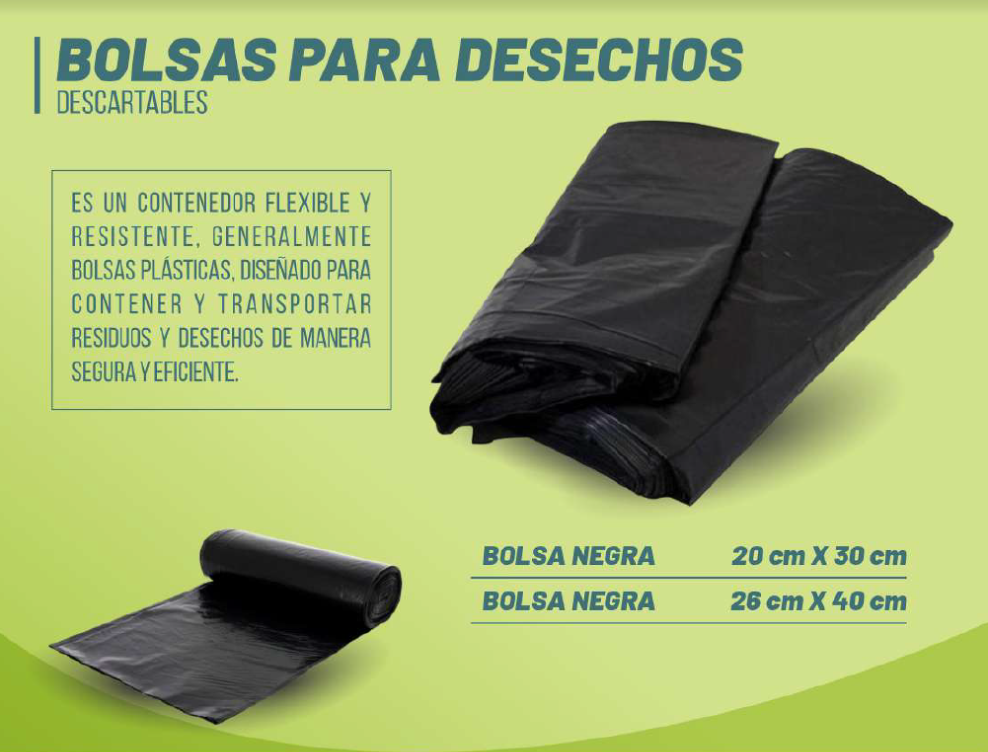 BOLSAS PARA DESECHOS
DESCARTABLES
ES UN CONTENEDOR FLEXIBLE Y
RESISTENTE, GENERALMENTE
BOLSAS PLÁSTICAS, DISEÑADO PARA
CONTENER Y TRANSPORTAR
RESIDUOS Y DESECHOS DE MANERA
SEGURA Y EFICIENTE.
BOLSA NEGRA 20 cm X 30 cm
BOLSA NEGRA 26 cm X 40 cm